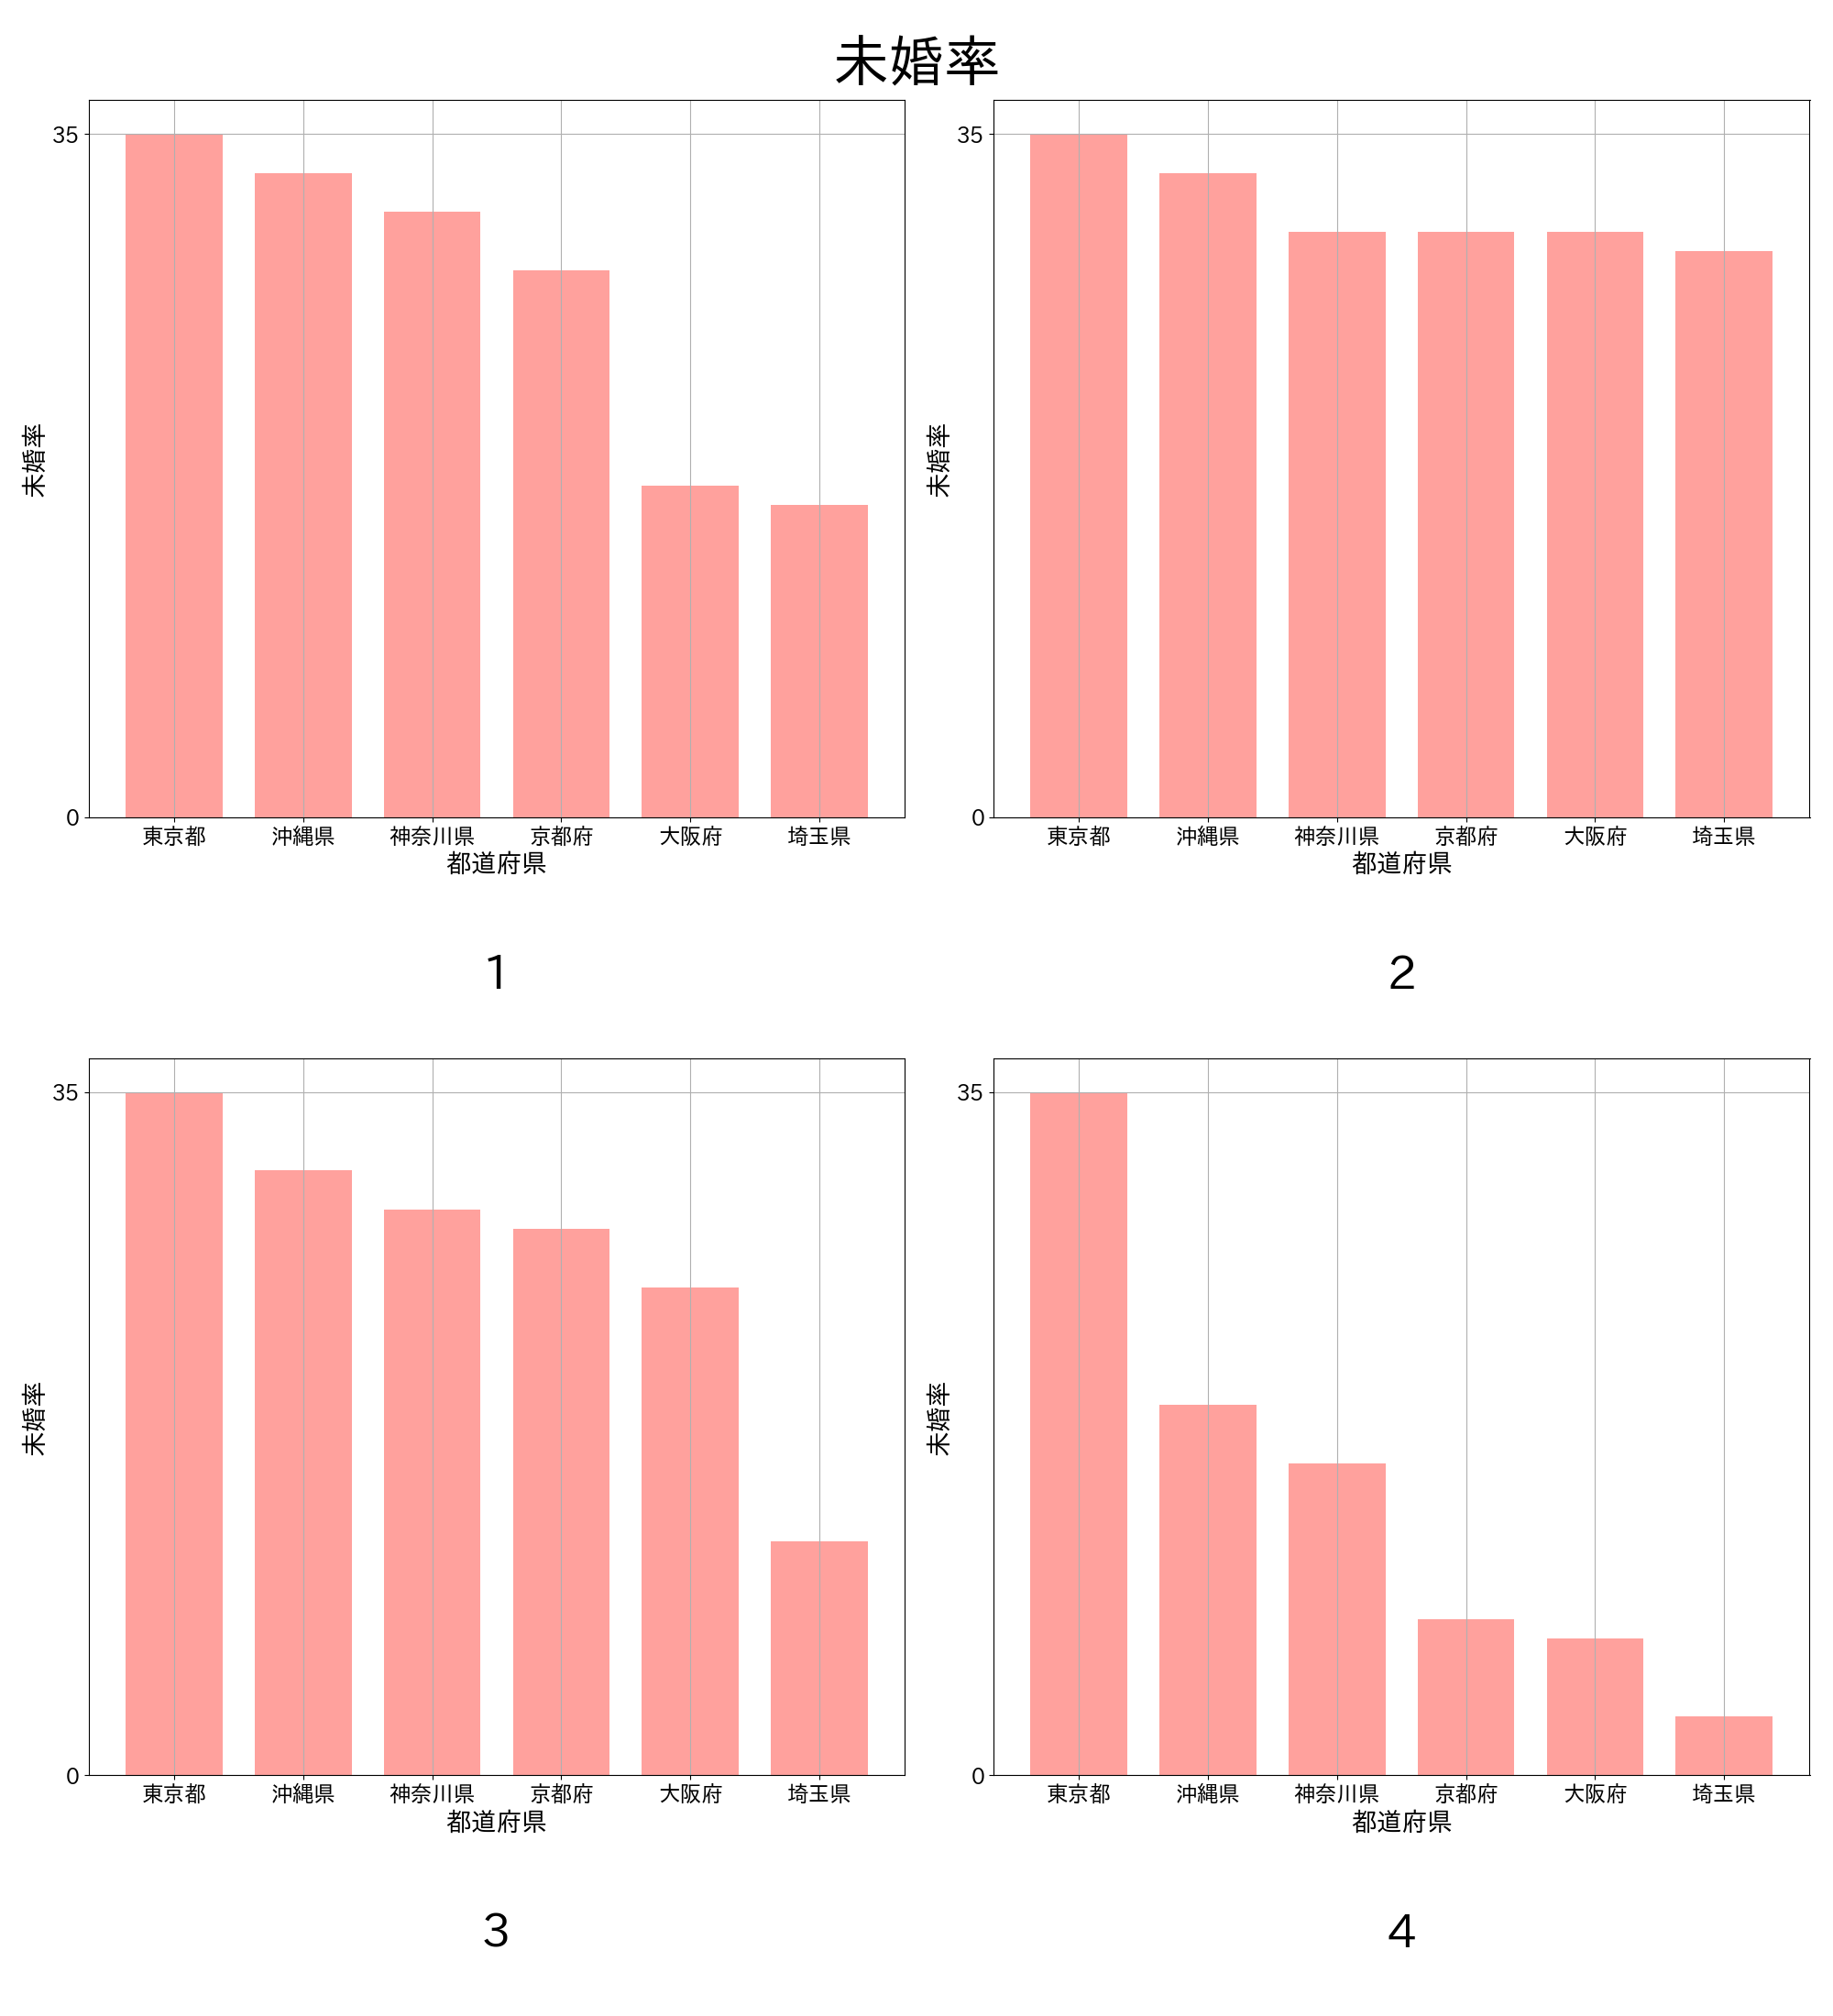 未婚率
35
0
未婚率
東京都 沖縄県 神奈川県 京都府 大阪府 埼玉県
都道府県
1
35
0
未婚率
東京都 沖縄県 神奈川県 京都府 大阪府 埼玉県
都道府県
2
35
0
未婚率
東京都 沖縄県 神奈川県 京都府 大阪府 埼玉県
都道府県
3
35
0
未婚率
東京都 沖縄県 神奈川県 京都府 大阪府 埼玉県
都道府県
4